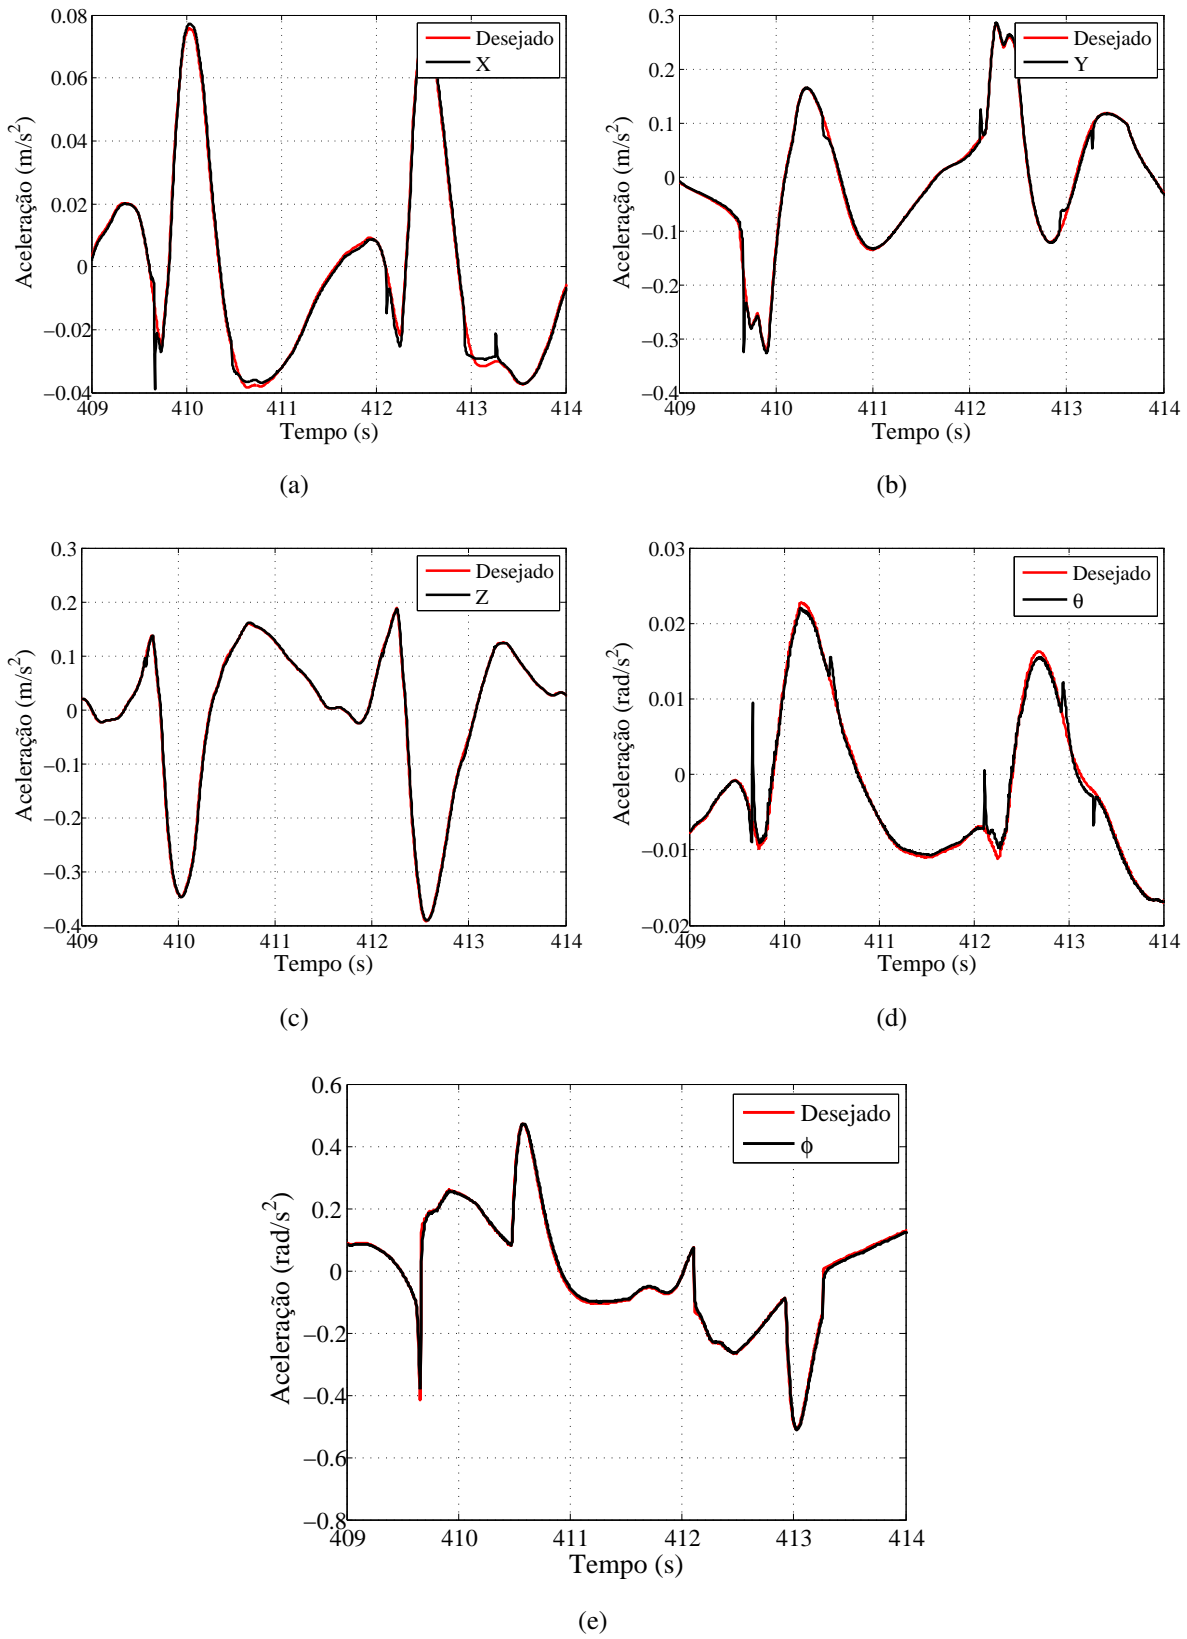 0.08
0.06
0.04
0.02
0
−0.02
−0.04
Aceleração (m/s²)
Desejado
X
409 410 411 412 413 414
Tempo (s)
(a)
0.3
0.2
0.1
0
−0.1
−0.2
−0.3
−0.4
Aceleração (m/s²)
Desejado
Y
409 410 411 412 413 414
Tempo (s)
(b)
0.3
0.2
0.1
0
−0.1
−0.2
−0.3
−0.4
Aceleração (m/s²)
Desejado
Z
409 410 411 412 413 414
Tempo (s)
(c)
0.03
0.02
0.01
0
−0.01
−0.02
Aceleração (rad/s²)
Desejado
θ
409 410 411 412 413 414
Tempo (s)
(d)
0.6
0.4
0.2
0
−0.2
−0.4
−0.6
−0.8
Aceleração (rad/s²)
Desejado
ϕ
409 410 411 412 413 414
Tempo (s)
(e)